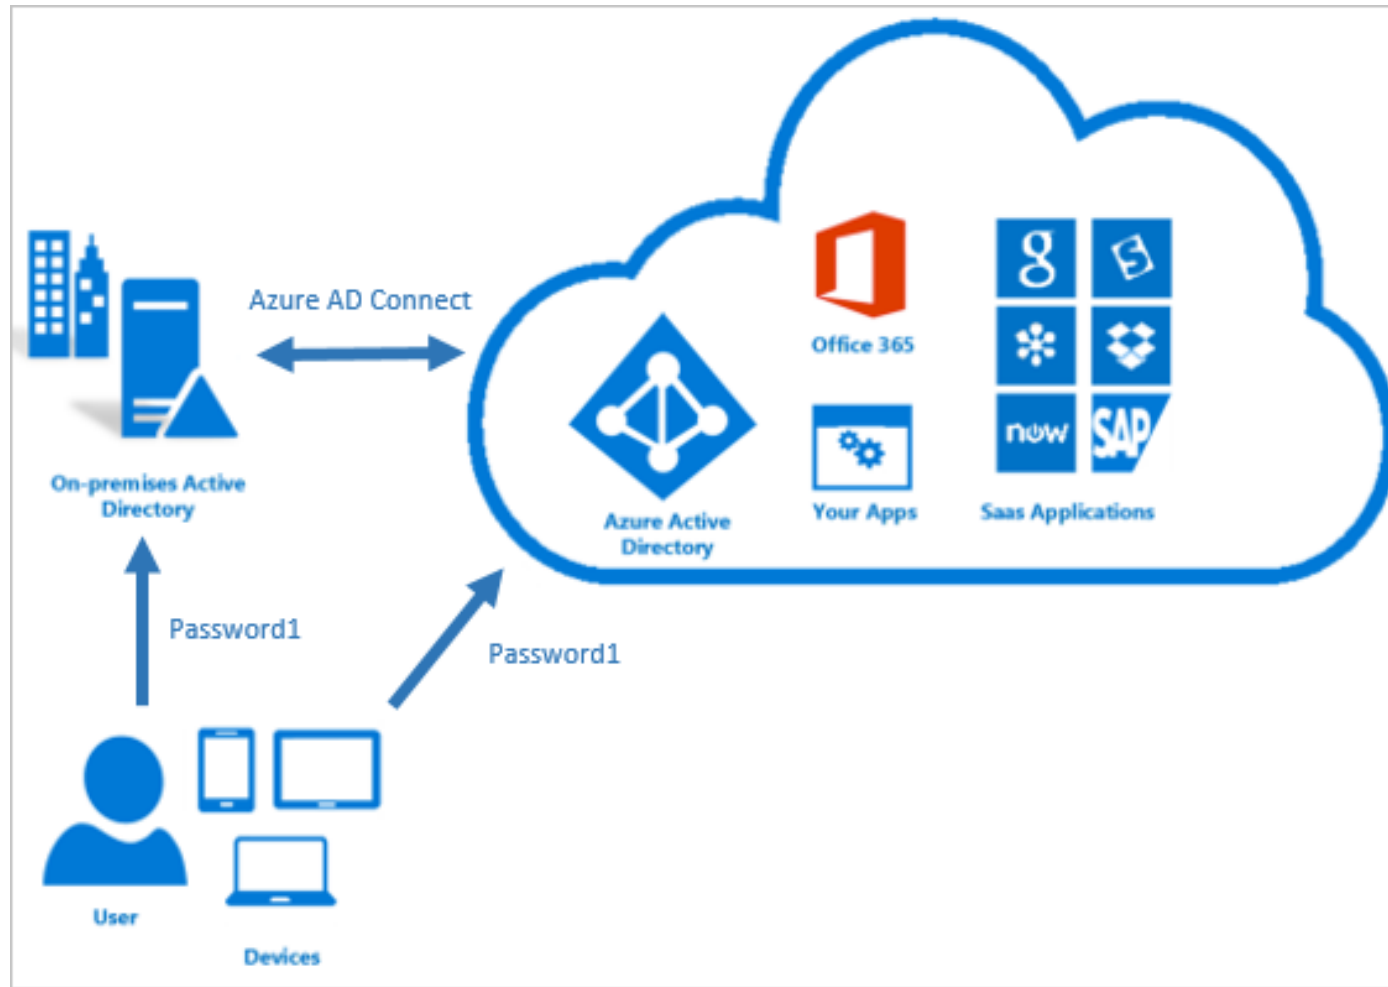 Azure AD Connect
On-premises Active
Directory
Password1
User
Devices
Password1
Azure Active
Directory
Office 365
Your Apps
g
S
now
SAP
Saas Applications